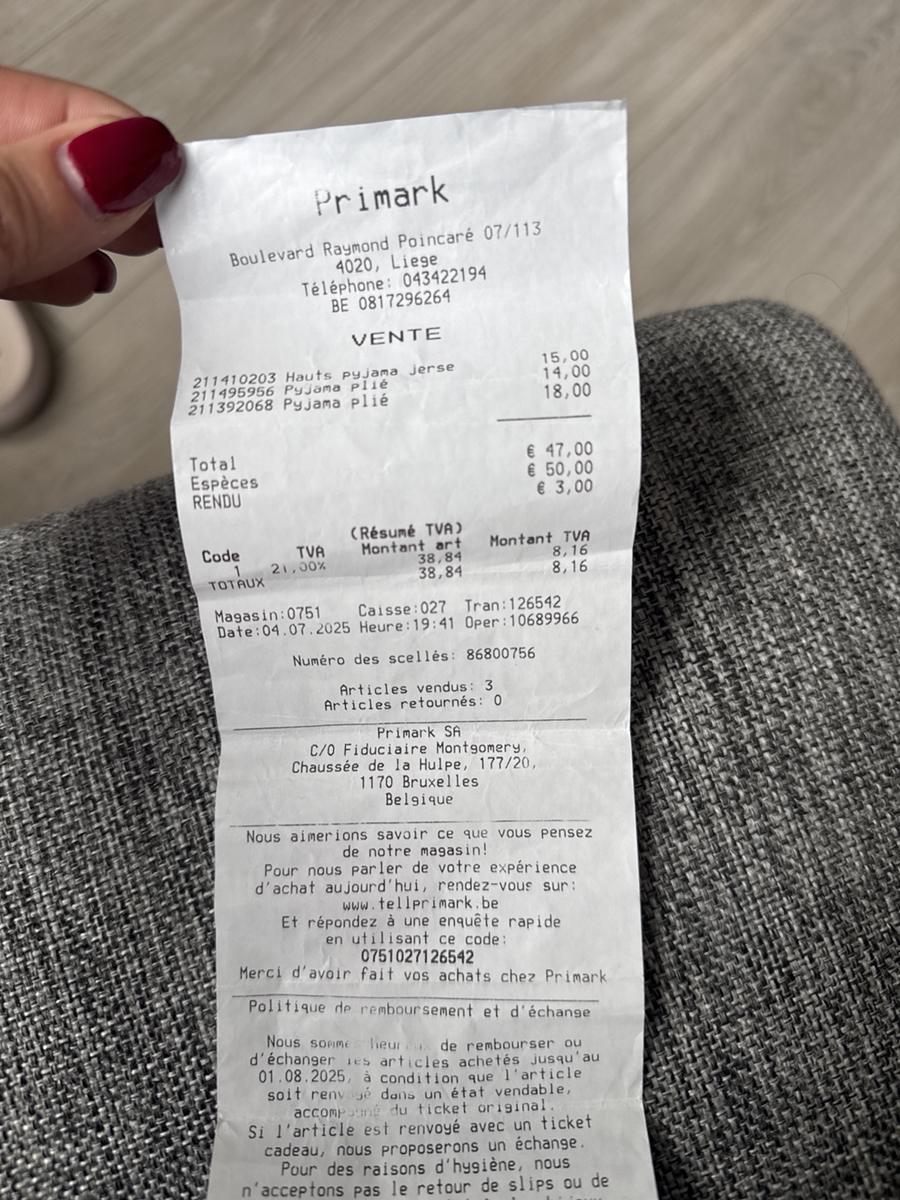 Primark
Boulevard Raymond Poincaré 07/113
4020, Liege
Téléphone: 043422194
BE 0817296264
VENTE
211410203 Hauts pyjama jerse 15,00
211495956 Pyjama plié 14,00
211392068 Pyjama plié 18,00
Total € 47,00
Espèces € 50,00
RENDU € 3,00
(Résumé TVA)
Code TVA Montant art Montant TVA
1 21,00% 38,84 8,16
TOTAUX 38,84 8,16
Magasin:0751 Caisse:027 Tran:126542
Date:04.07.2025 Heure:19:41 Oper:10689966
Numéro des scellés: 86800756
Articles vendus: 3
Articles retournés: 0
Primark SA
C/O Fiduciaire Montgomery,
Chaussée de la Hulpe, 177/20,
1170 Bruxelles
Belgique
Nous aimerions savoir ce que vous pensez
de notre magasin!
Pour nous parler de votre expérience
d'achat aujourd'hui, rendez-vous sur:
www.tellprimark.be
Et répondez à une enquête rapide
en utilisant ce code:
0751027126542
Merci d'avoir fait vos achats chez Primark
Politique de remboursement et d'échange
Nous sommes heureux de rembourser ou
d'échanger les articles achetés jusqu'au
01.08.2025, à condition que l'article
soit renvoyé dans un état vendable,
accompagné du ticket original.
Si l'article est renvoyé avec un ticket
cadeau, nous proposerons un échange.
Pour des raisons d'hygiène, nous
n'acceptons pas le retour de slips ou de